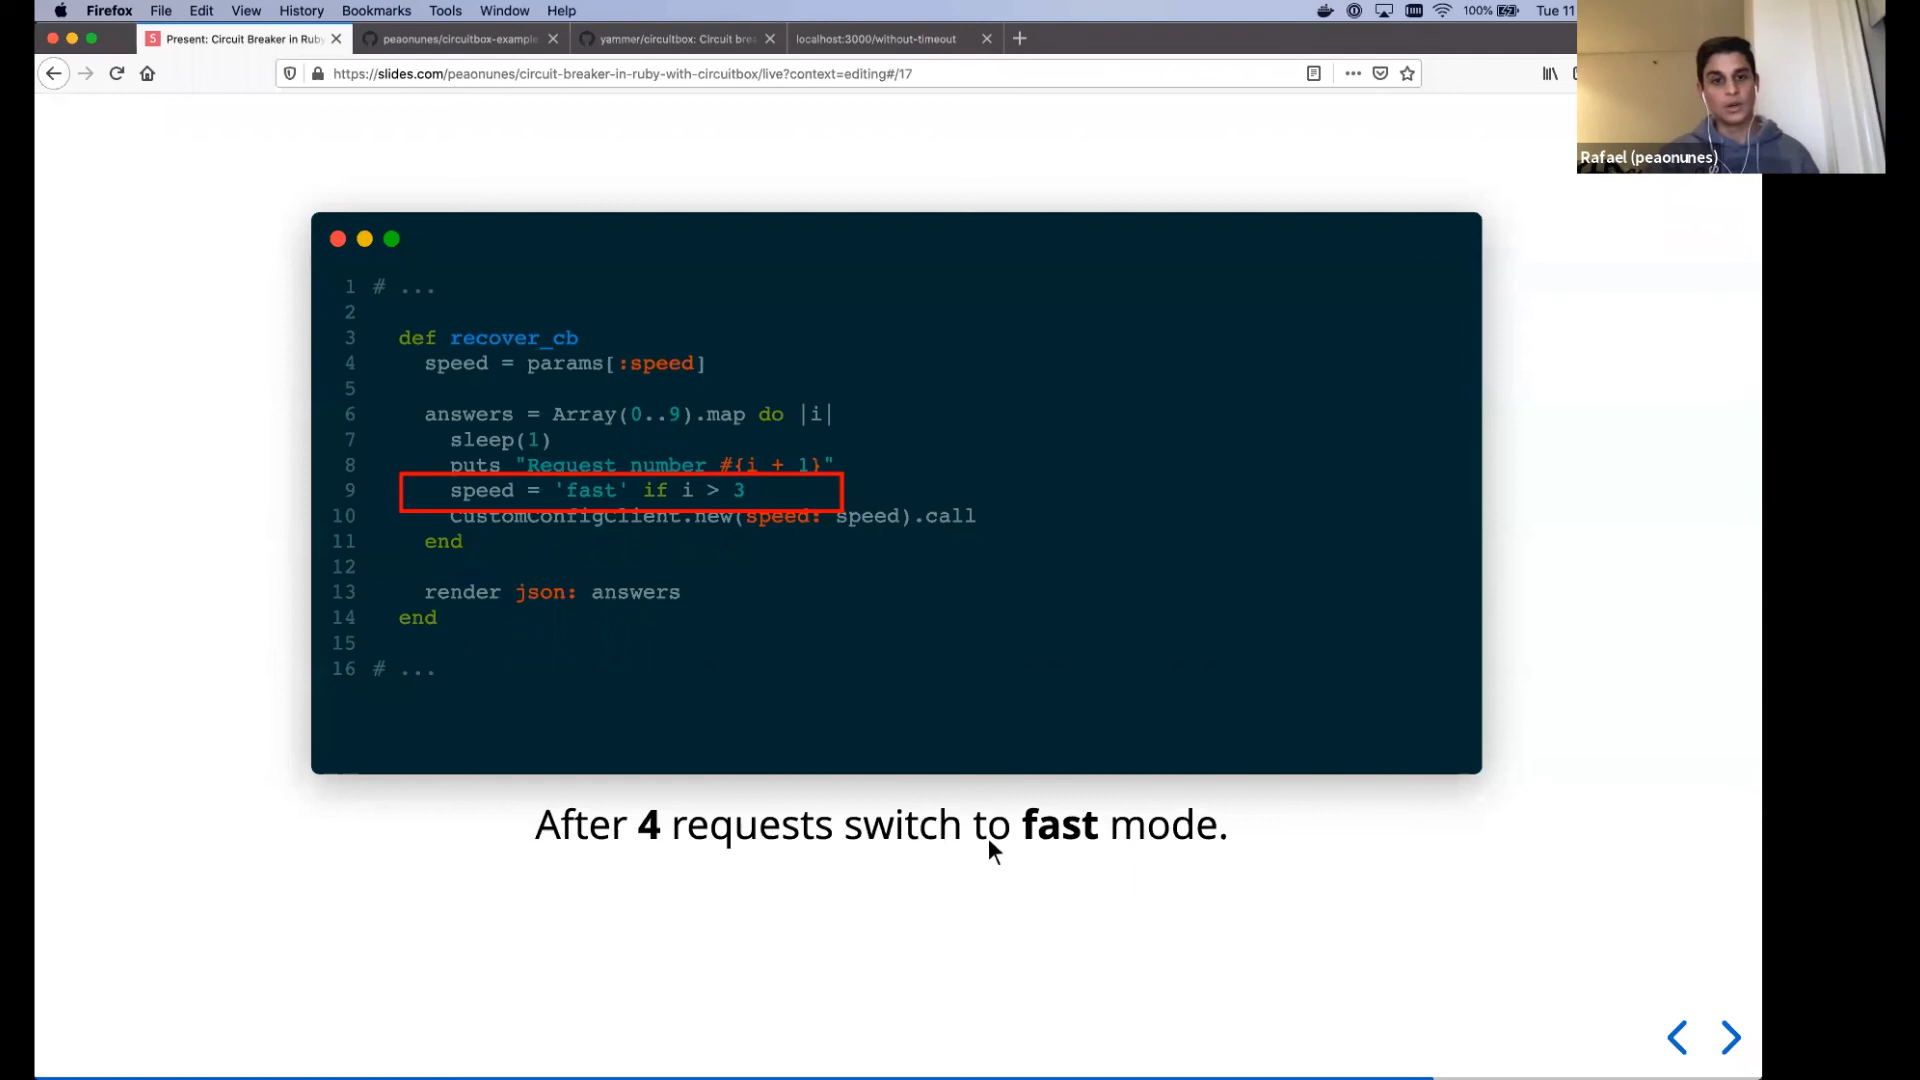 Firefox File Edit View History Bookmarks Tools Window Help 100% Tue 11
Present: Circuit Breaker in Ruby peaonunes/circuitbox-example yammer/circuitbox: Circuit brea localhost:3000/without-timeout
https://slides.com/peaonunes/circuit-breaker-in-ruby-with-circuitbox/live?context=editing#/17
Rafael (peaonunes)
1 # ...
2
3 def recover_cb
4 speed = params[:speed]
5
6 answers = Array(0..9).map do |i|
7 sleep(1)
8 puts "Request number #{i + 1}"
9 speed = 'fast' if i > 3
10 CustomConfigClient.new(speed: speed).call
11 end
12
13 render json: answers
14 end
15
16 # ...
After 4 requests switch to fast mode.